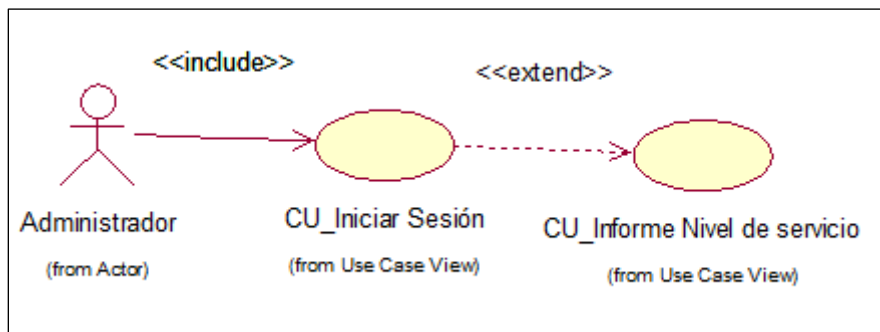 <<include>>
<<extend>>
Administrador
(from Actor)
CU_Iniciar Sesión
(from Use Case View)
CU_Informe Nivel de servicio
(from Use Case View)